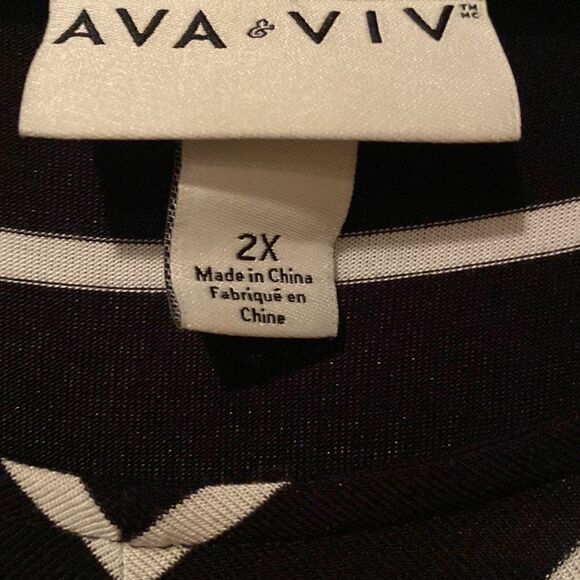 AVA & VIV TM MC
2X
Made in China
Fabriqué en
Chine